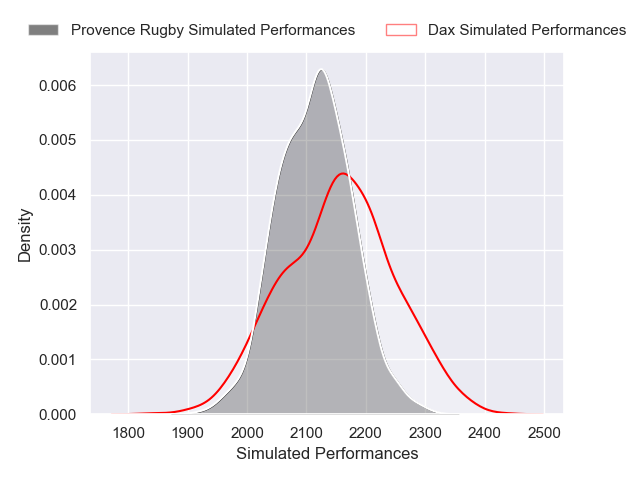 Provence Rugby Simulated Performances Dax Simulated Performances
0.006
0.005
0.004
0.003
0.002
0.001
0.000
Density
1800 1900 2000 2100 2200 2300 2400 2500
Simulated Performances